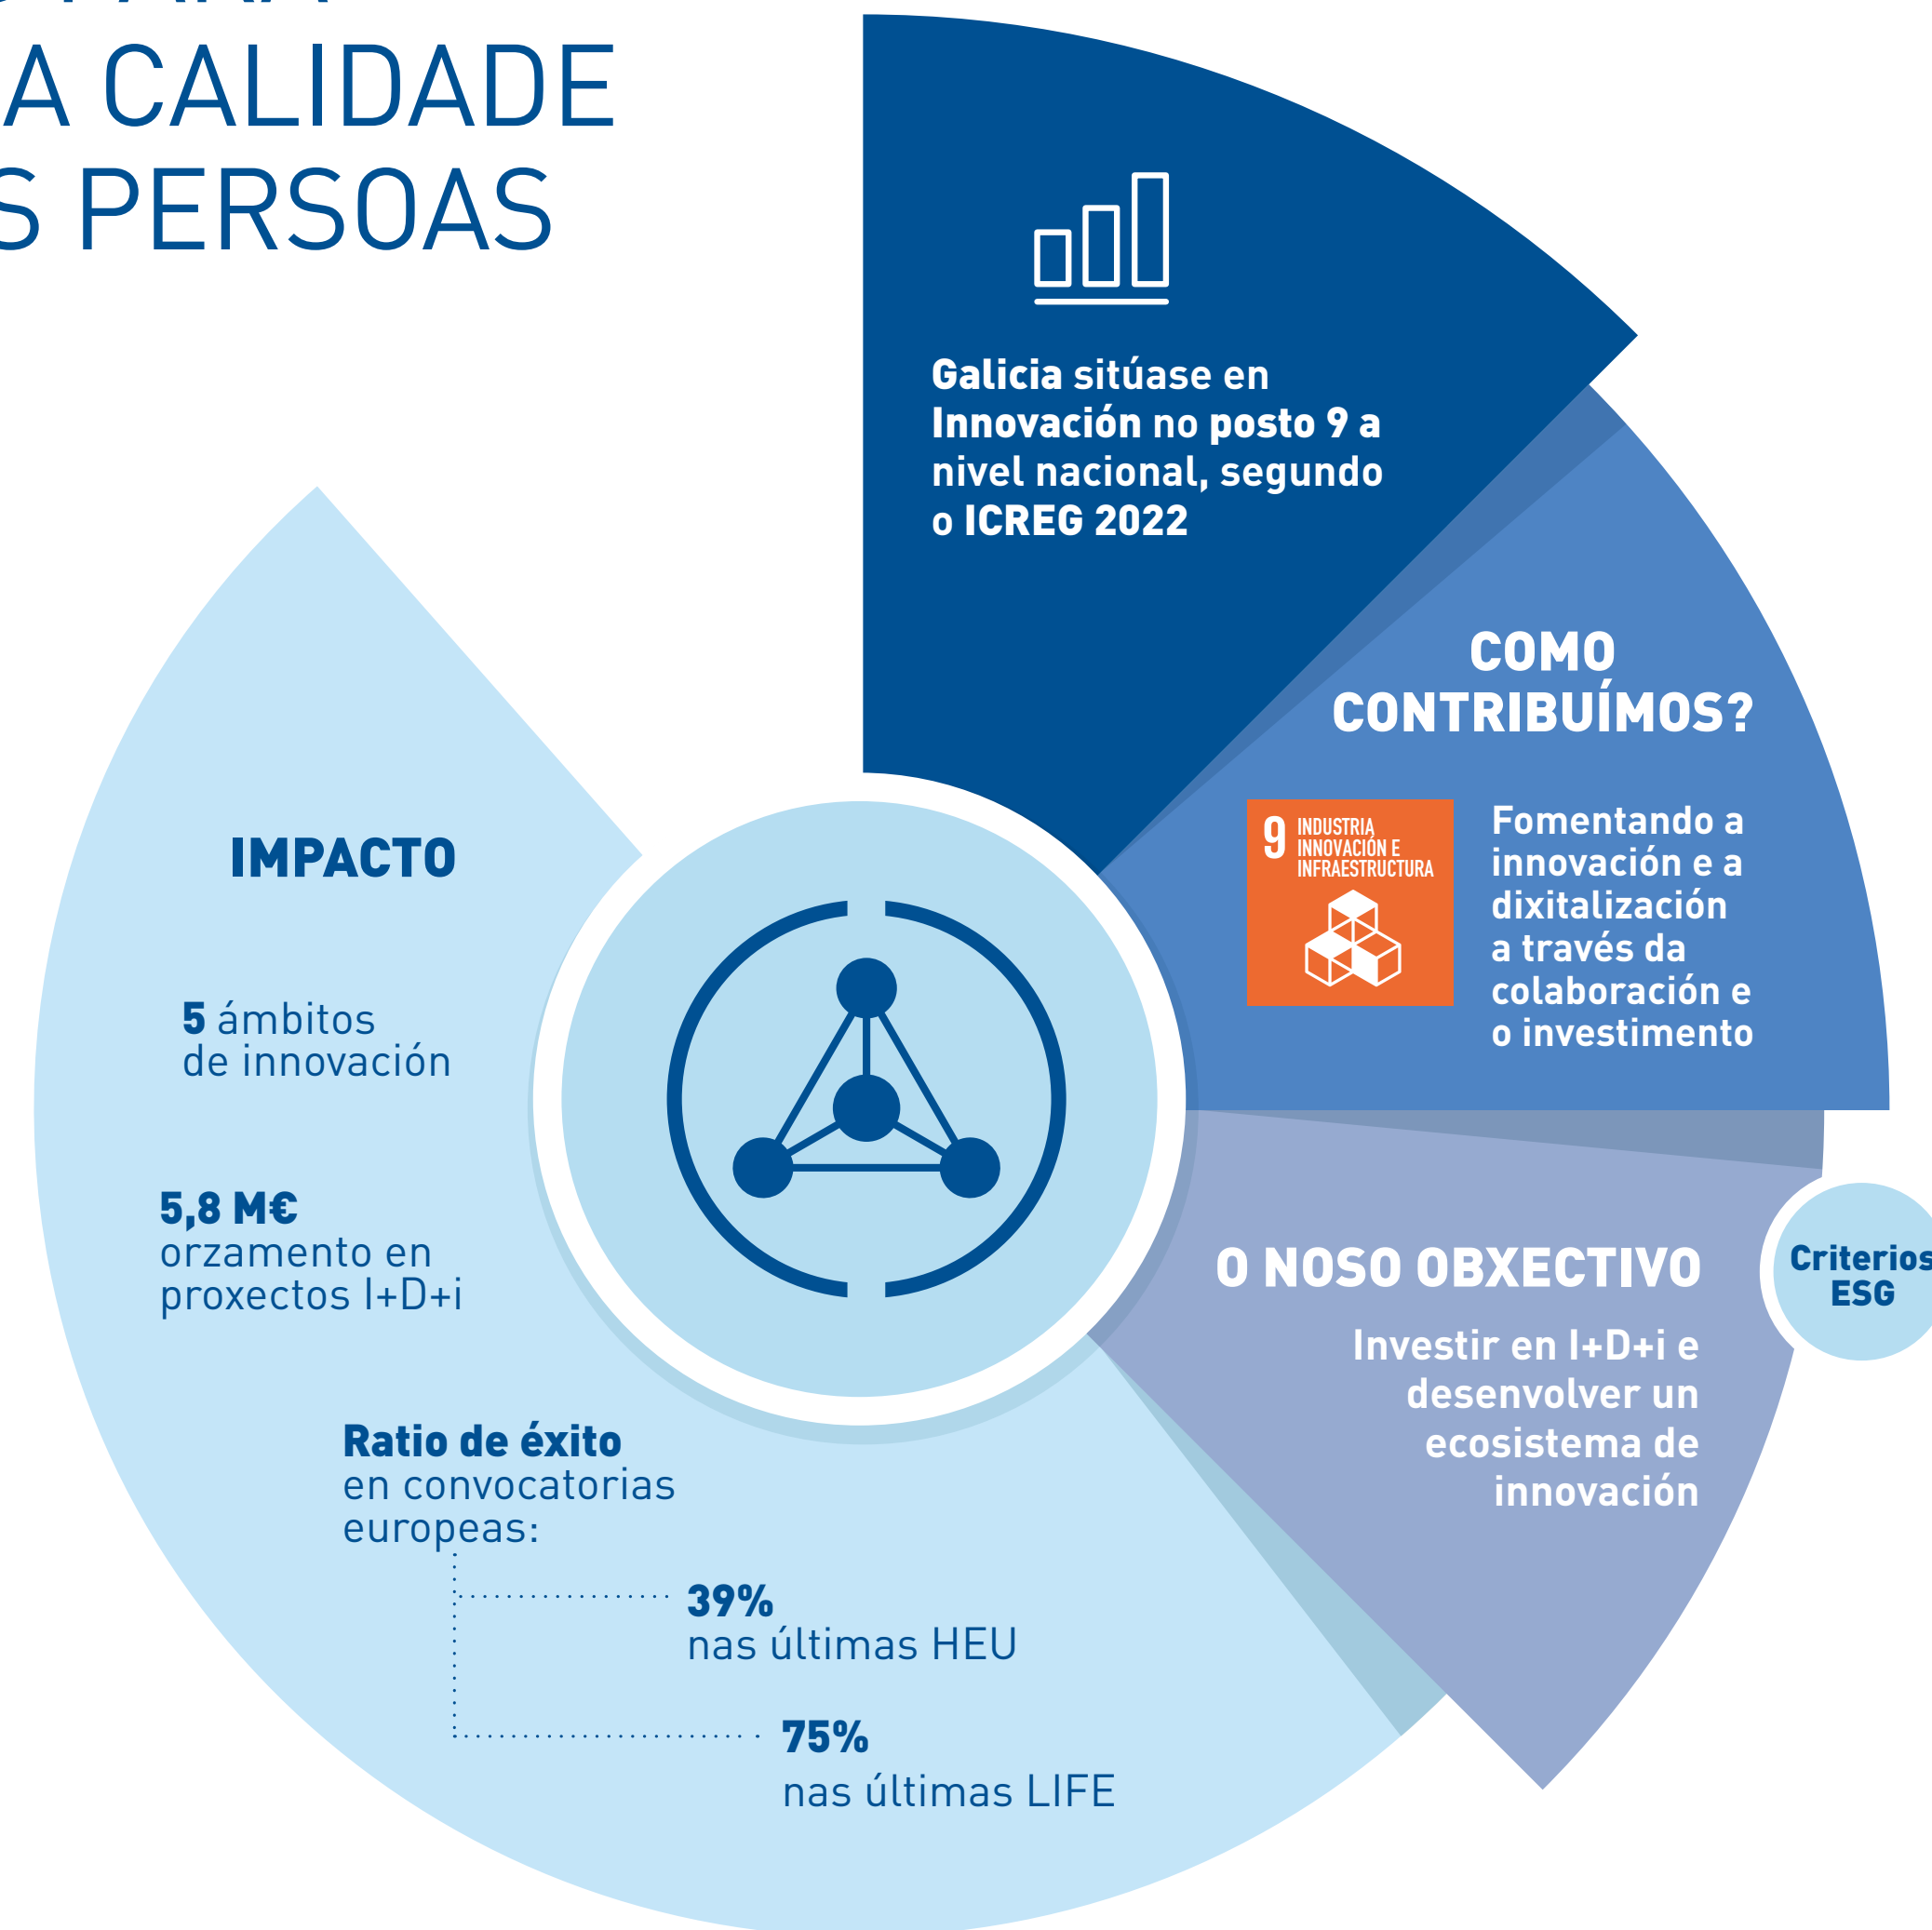 A CALIDADE
S PERSOAS
Galicia sitúase en
Innovación no posto 9 a
nivel nacional, segundo
o ICREG 2022
COMO
CONTRIBUÍMOS?
9 INDUSTRIA,
INNOVACIÓN E
INFRAESTRUCTURA
Fomentando a
innovación e a
dixitalización
a través da
colaboración e
o investimento
O NOSO OBXECTIVO
Investir en I+D+i e
desenvolver un
ecosistema de
innovación
Criterios
ESG
IMPACTO
5 ámbitos
de innovación
5,8 M€
orzamento en
proxectos I+D+i
Ratio de éxito
en convocatorias
europeas:
39%
nas últimas HEU
75%
nas últimas LIFE